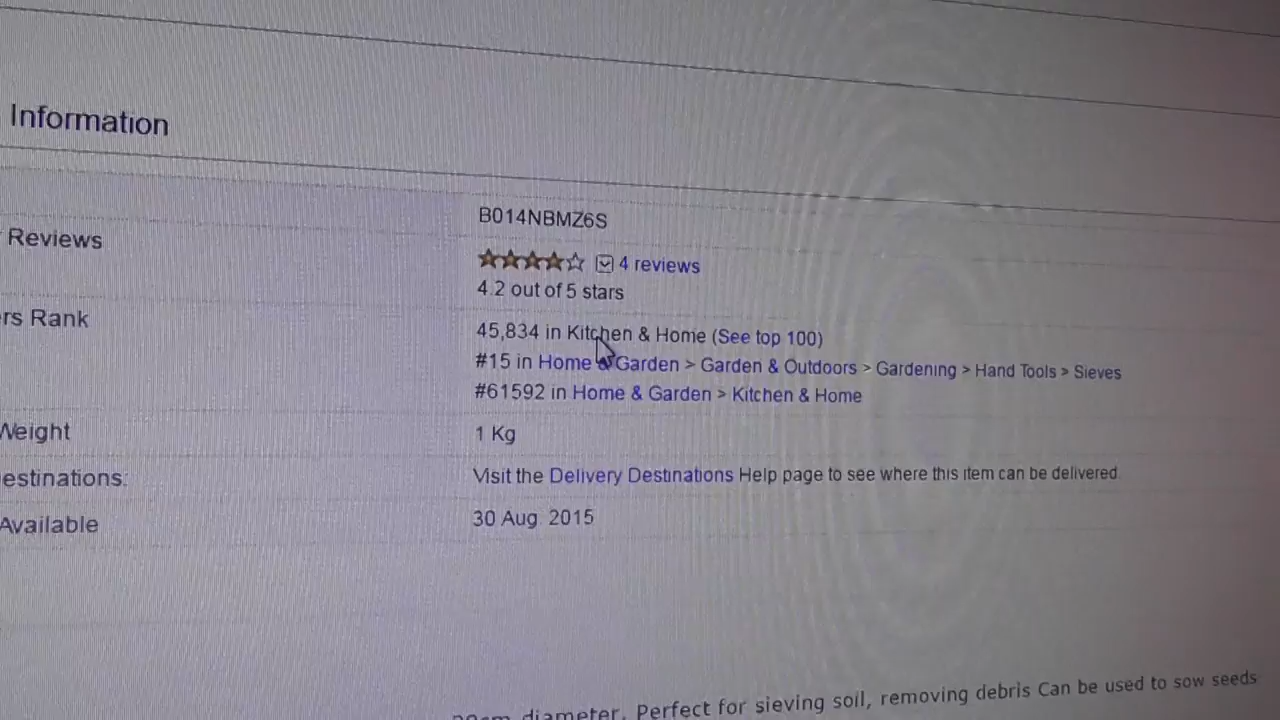 Information
B014NBMZ6S
Reviews
4 reviews
4.2 out of 5 stars
rs Rank
45,834 in Kitchen & Home (See top 100)
#15 in Home & Garden > Garden & Outdoors > Gardening > Hand Tools > Sieves
#61592 in Home & Garden > Kitchen & Home
Weight
1 Kg
estinations:
Visit the Delivery Destinations Help page to see where this item can be delivered.
Available
30 Aug. 2015
diameter. Perfect for sieving soil, removing debris Can be used to sow seeds